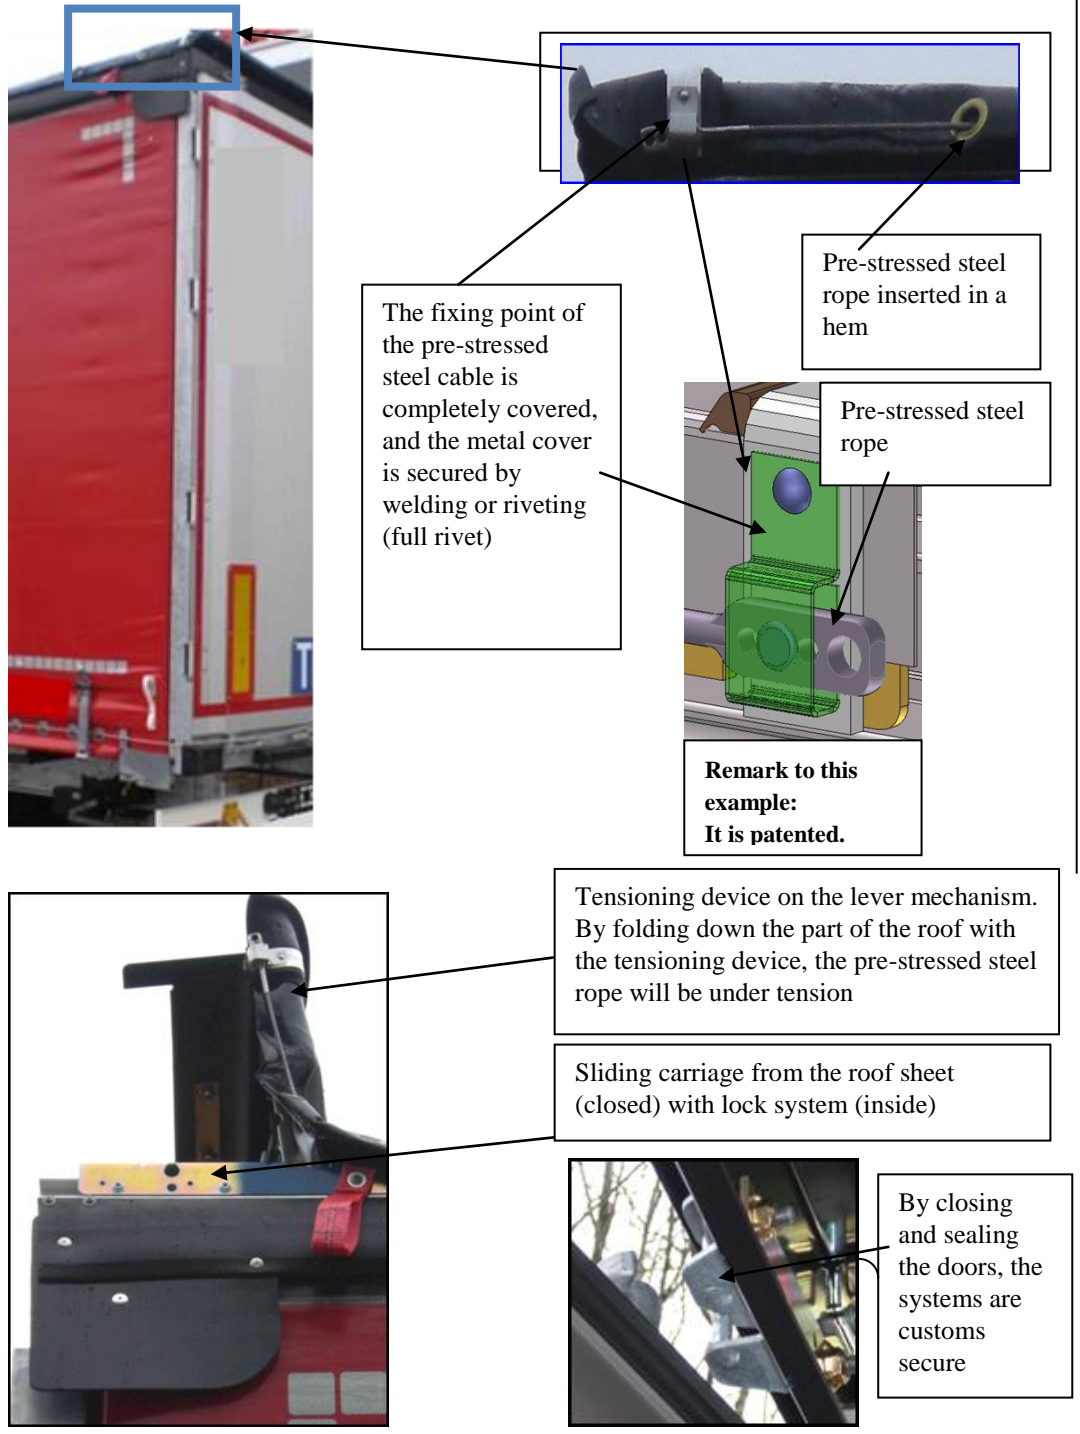 Pre-stressed steel
rope inserted in a
hem
The fixing point of
the pre-stressed
steel cable is
completely covered,
and the metal cover
is secured by
welding or riveting
(full rivet)
Pre-stressed steel
rope
T
Remark to this
example:
It is patented.
Tensioning device on the lever mechanism.
By folding down the part of the roof with
the tensioning device, the pre-stressed steel
rope will be under tension
Sliding carriage from the roof sheet
(closed) with lock system (inside)
By closing
and sealing
the doors, the
systems are
customs
secure